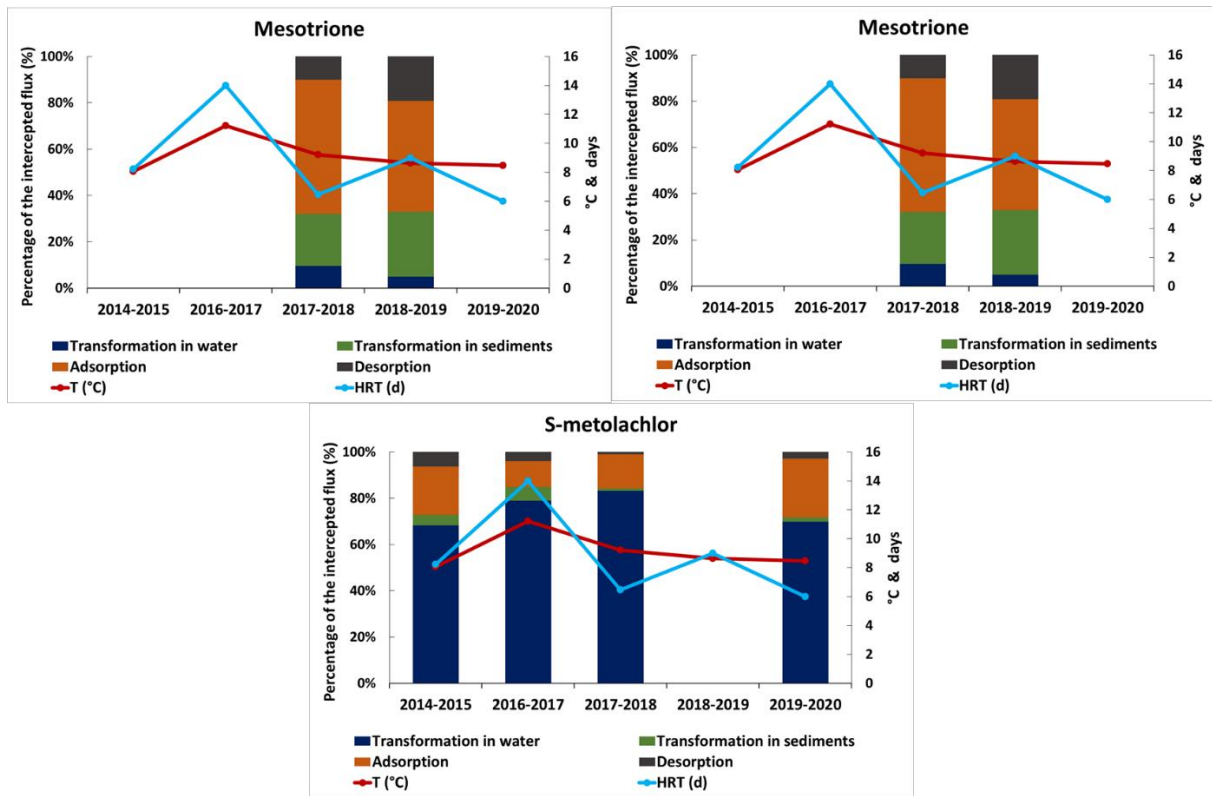 Mesotrione
Percentage of the intercepted flux (%)
100%
80%
60%
40%
20%
0%
16
14
12
10
8
6
4
2
0
°C & days
2014-2015 2016-2017 2017-2018 2018-2019 2019-2020
Transformation in water Transformation in sediments
Adsorption Desorption
T (°C) HRT (d)
Mesotrione
Percentage of the intercepted flux (%)
100%
80%
60%
40%
20%
0%
16
14
12
10
8
6
4
2
0
°C & days
2014-2015 2016-2017 2017-2018 2018-2019 2019-2020
Transformation in water Transformation in sediments
Adsorption Desorption
T (°C) HRT (d)
S-metolachlor
Percentage of the intercepted flux (%)
100%
80%
60%
40%
20%
0%
16
14
12
10
8
6
4
2
0
°C & days
2014-2015 2016-2017 2017-2018 2018-2019 2019-2020
Transformation in water Transformation in sediments
Adsorption Desorption
T (°C) HRT (d)